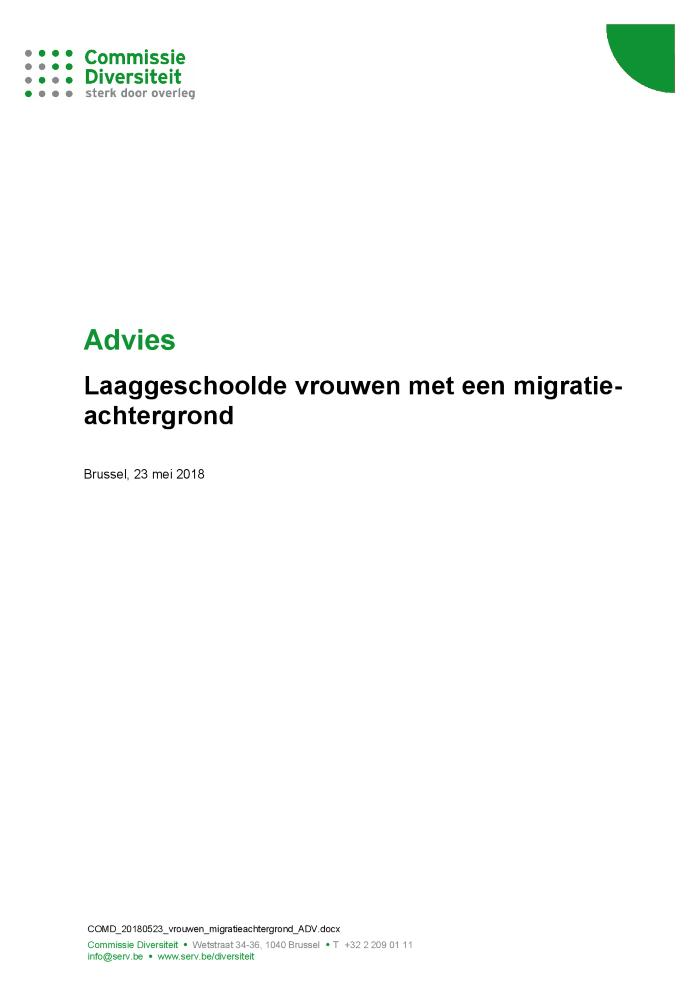 Commissie
Diversiteit
sterk door overleg
Advies
Laaggeschoolde vrouwen met een migratie-
achtergrond
Brussel, 23 mei 2018
COMD_20180523_vrouwen_migratieachtergrond_ADV.docx
Commissie Diversiteit • Wetstraat 34-36, 1040 Brussel • T +32 2 209 01 11
info@serv.be • www.serv.be/diversiteit